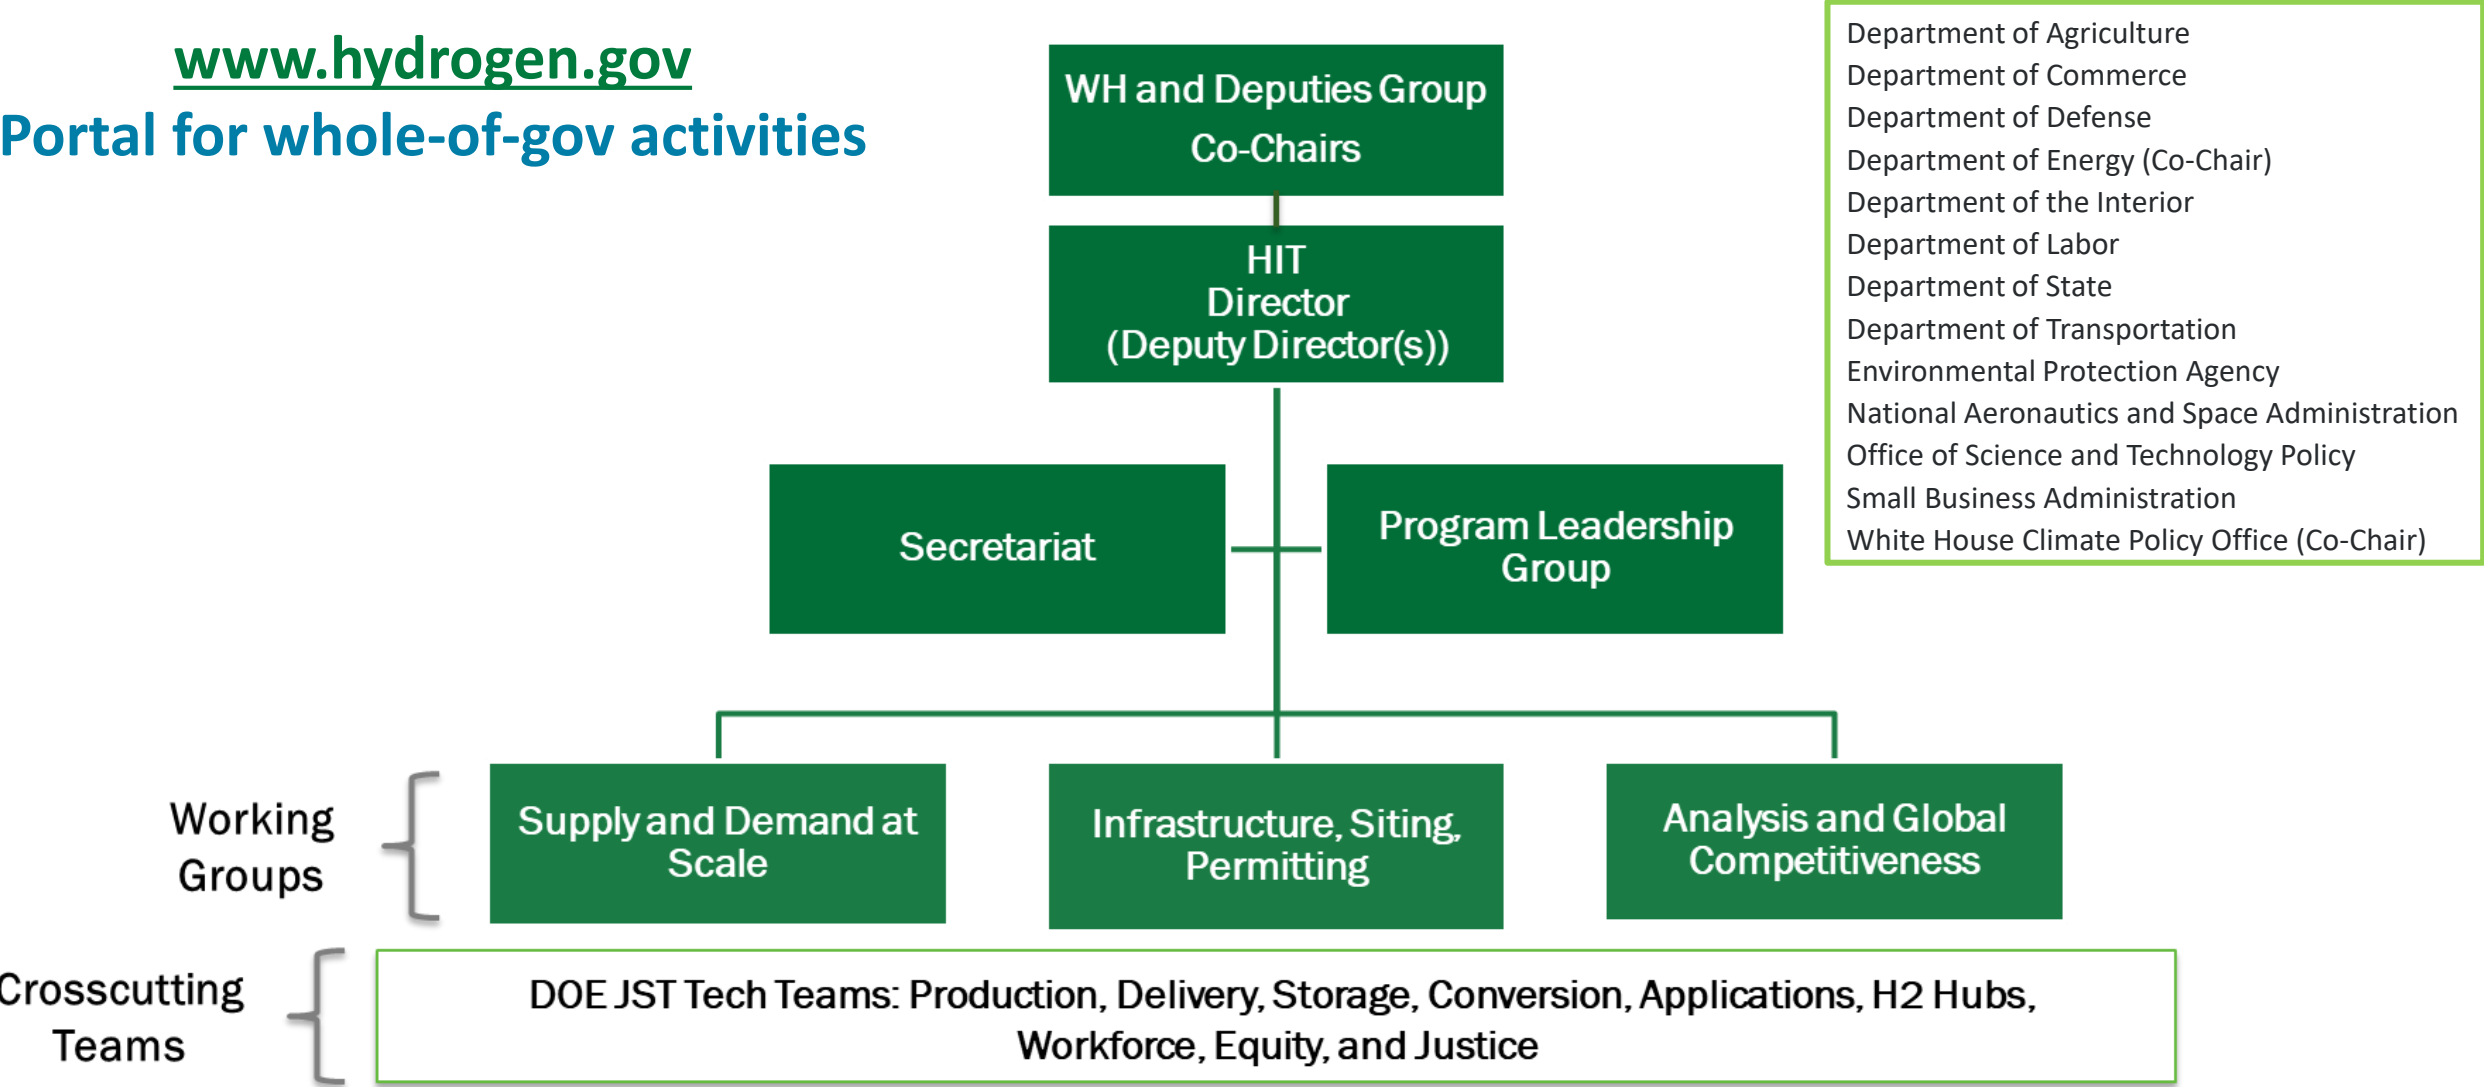 www.hydrogen.gov
Portal for whole-of-gov activities
WH and Deputies Group
Co-Chairs
HIT
Director
(Deputy Director(s))
Department of Agriculture
Department of Commerce
Department of Defense
Department of Energy (Co-Chair)
Department of the Interior
Department of Labor
Department of State
Department of Transportation
Environmental Protection Agency
National Aeronautics and Space Administration
Office of Science and Technology Policy
Small Business Administration
White House Climate Policy Office (Co-Chair)
Secretariat
Program Leadership
Group
Working
Groups
Supply and Demand at
Scale
Infrastructure, Siting,
Permitting
Analysis and Global
Competitiveness
Crosscutting
Teams
DOE JST Tech Teams: Production, Delivery, Storage, Conversion, Applications, H2 Hubs,
Workforce, Equity, and Justice